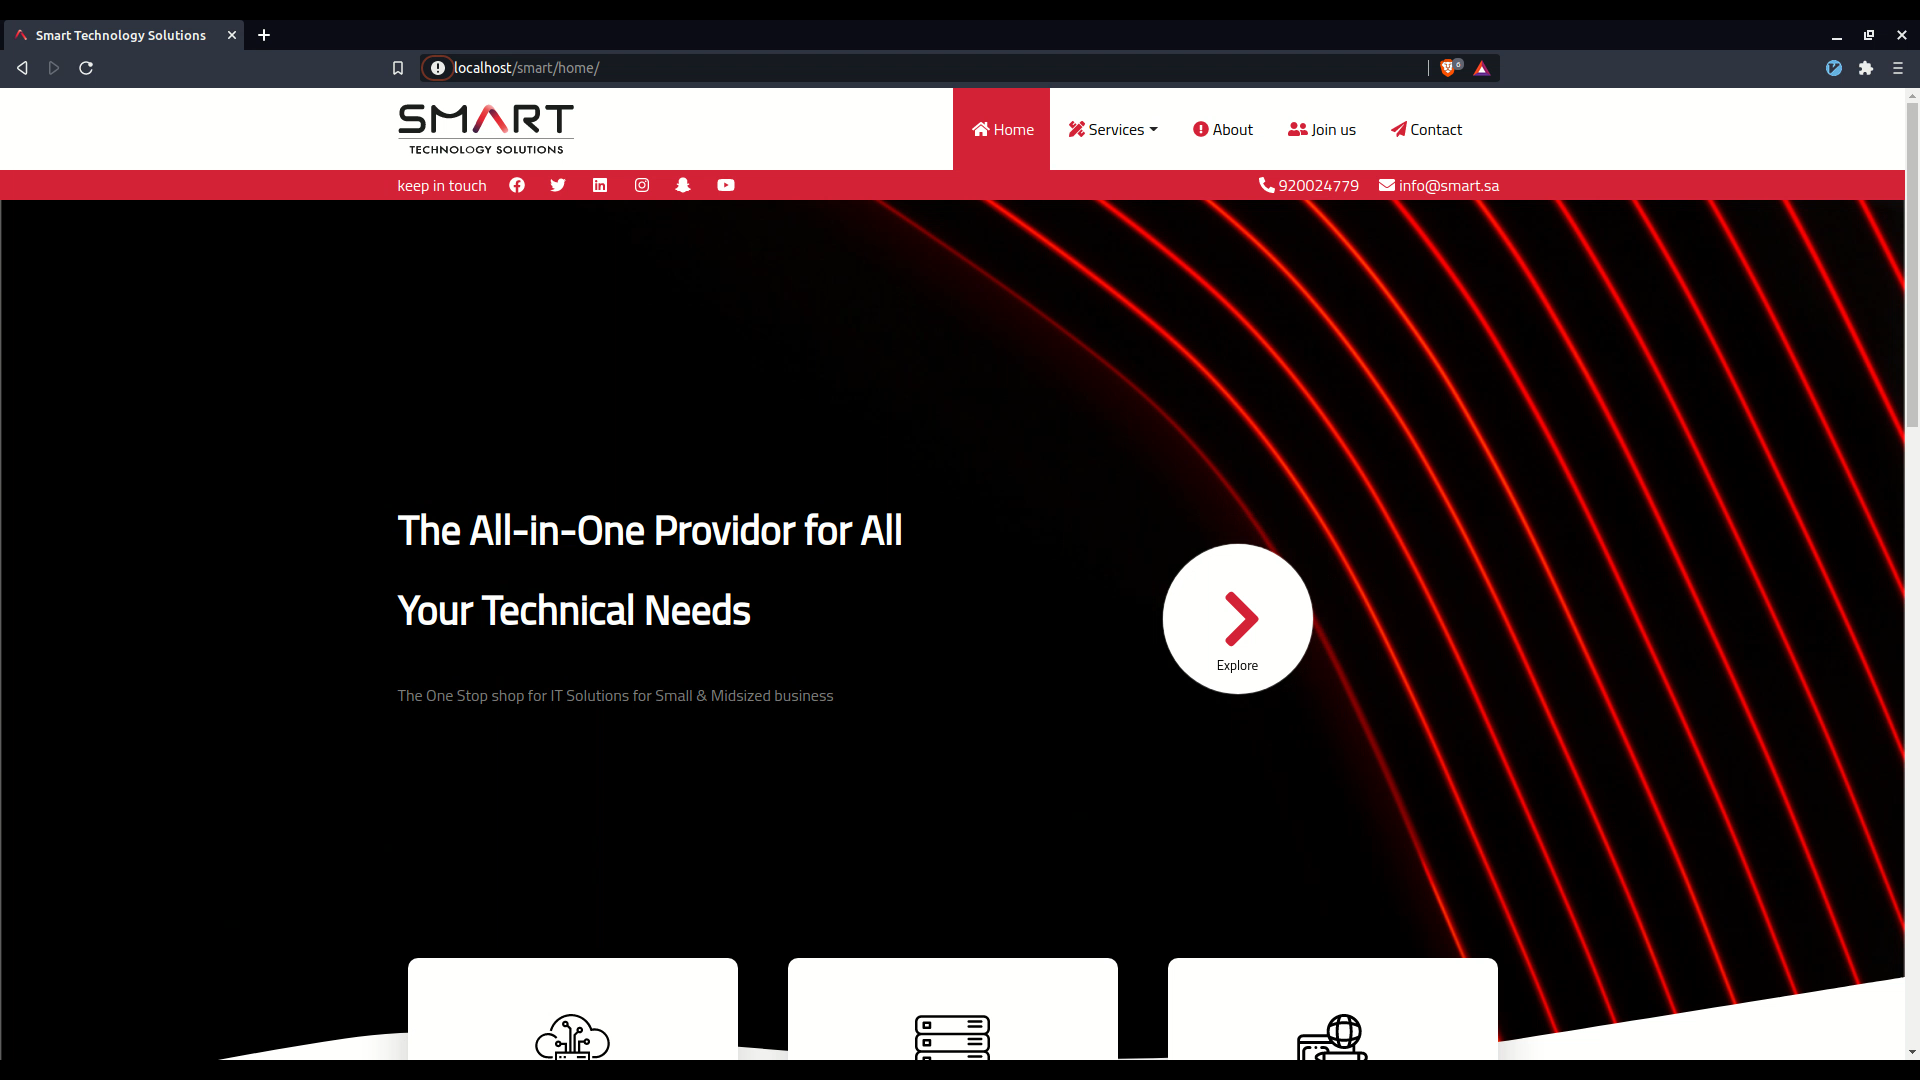 Smart Technology Solutions
localhost/smart/home/
6
SMART
TECHNOLOGY SOLUTIONS
Home
Services
About
Join us
Contact
keep in touch
920024779
info@smart.sa
The All-in-One Providor for All
Your Technical Needs
Explore
The One Stop shop for IT Solutions for Small & Midsized business